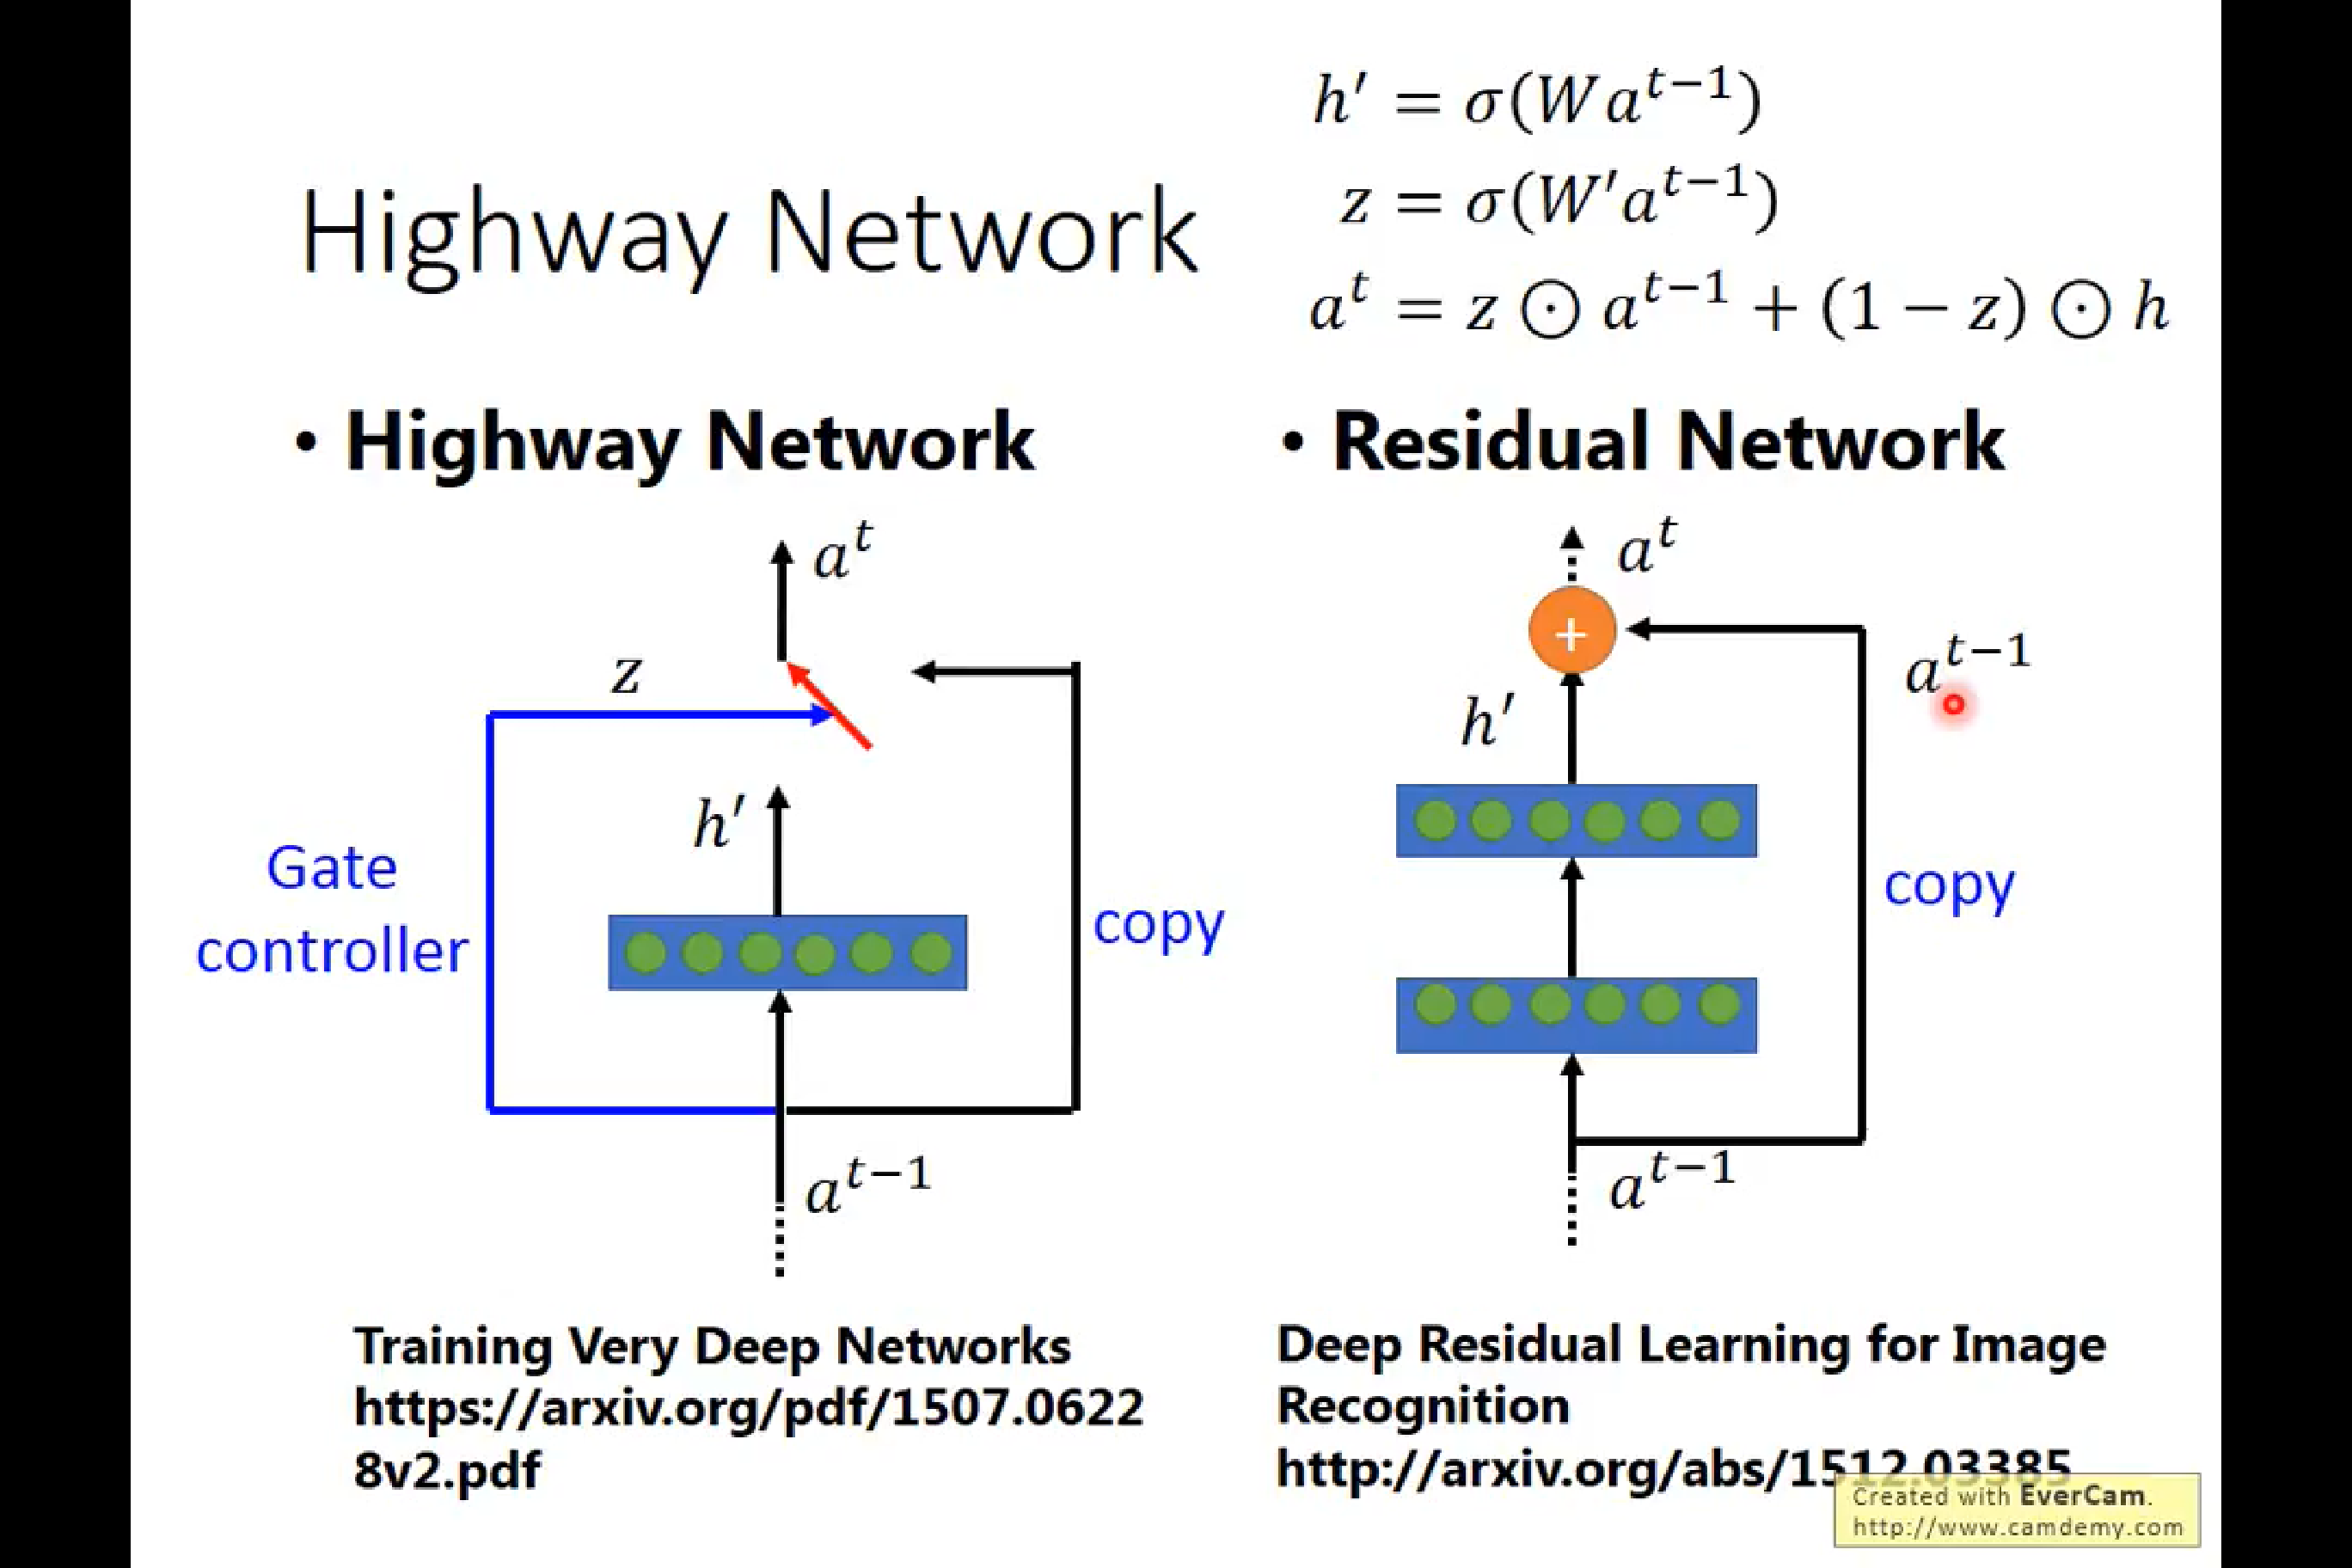 h′ = σ(Wa^{t−1})
z = σ(W′a^{t−1})
a^t = z ⊙ a^{t−1} + (1 − z) ⊙ h
Highway Network
• Highway Network
a^t
z
h′
Gate
controller
copy
a^{t−1}
Training Very Deep Networks
https://arxiv.org/pdf/1507.0622
8v2.pdf
• Residual Network
a^t
+
a^{t−1}
h′
copy
a^{t−1}
Deep Residual Learning for Image
Recognition
http://arxiv.org/abs/1512.03385
Created with EverCam.
http://www.camdemy.com